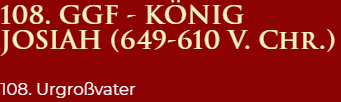 108. GGF - KÖNIG
JOSIAH (649-610 V. CHR.)
108. Urgroßvater